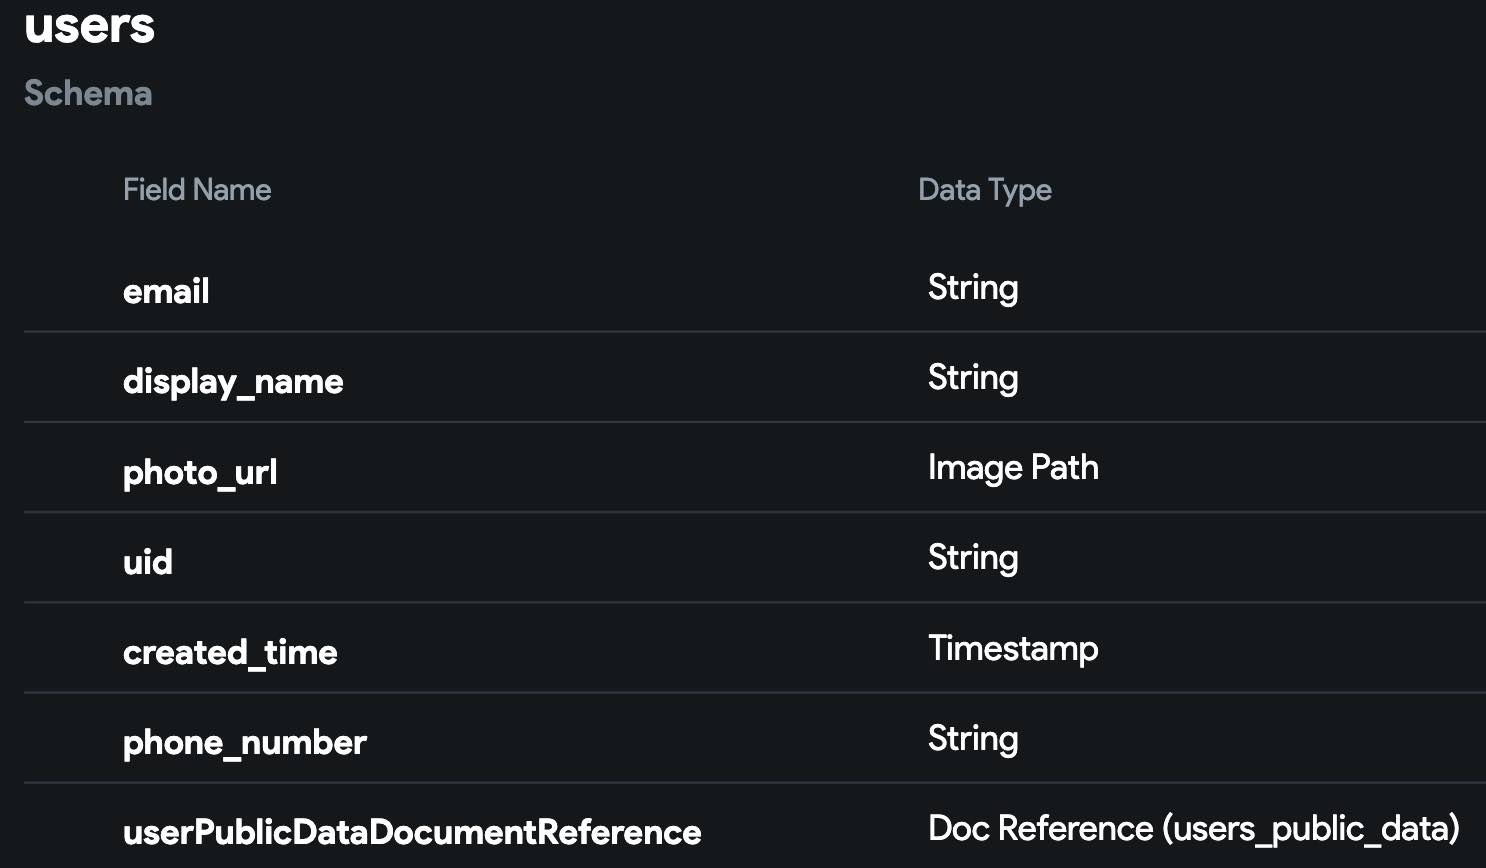 users
Schema
Field Name Data Type
email String
display_name String
photo_url Image Path
uid String
created_time Timestamp
phone_number String
userPublicDataDocumentReference Doc Reference (users_public_data)